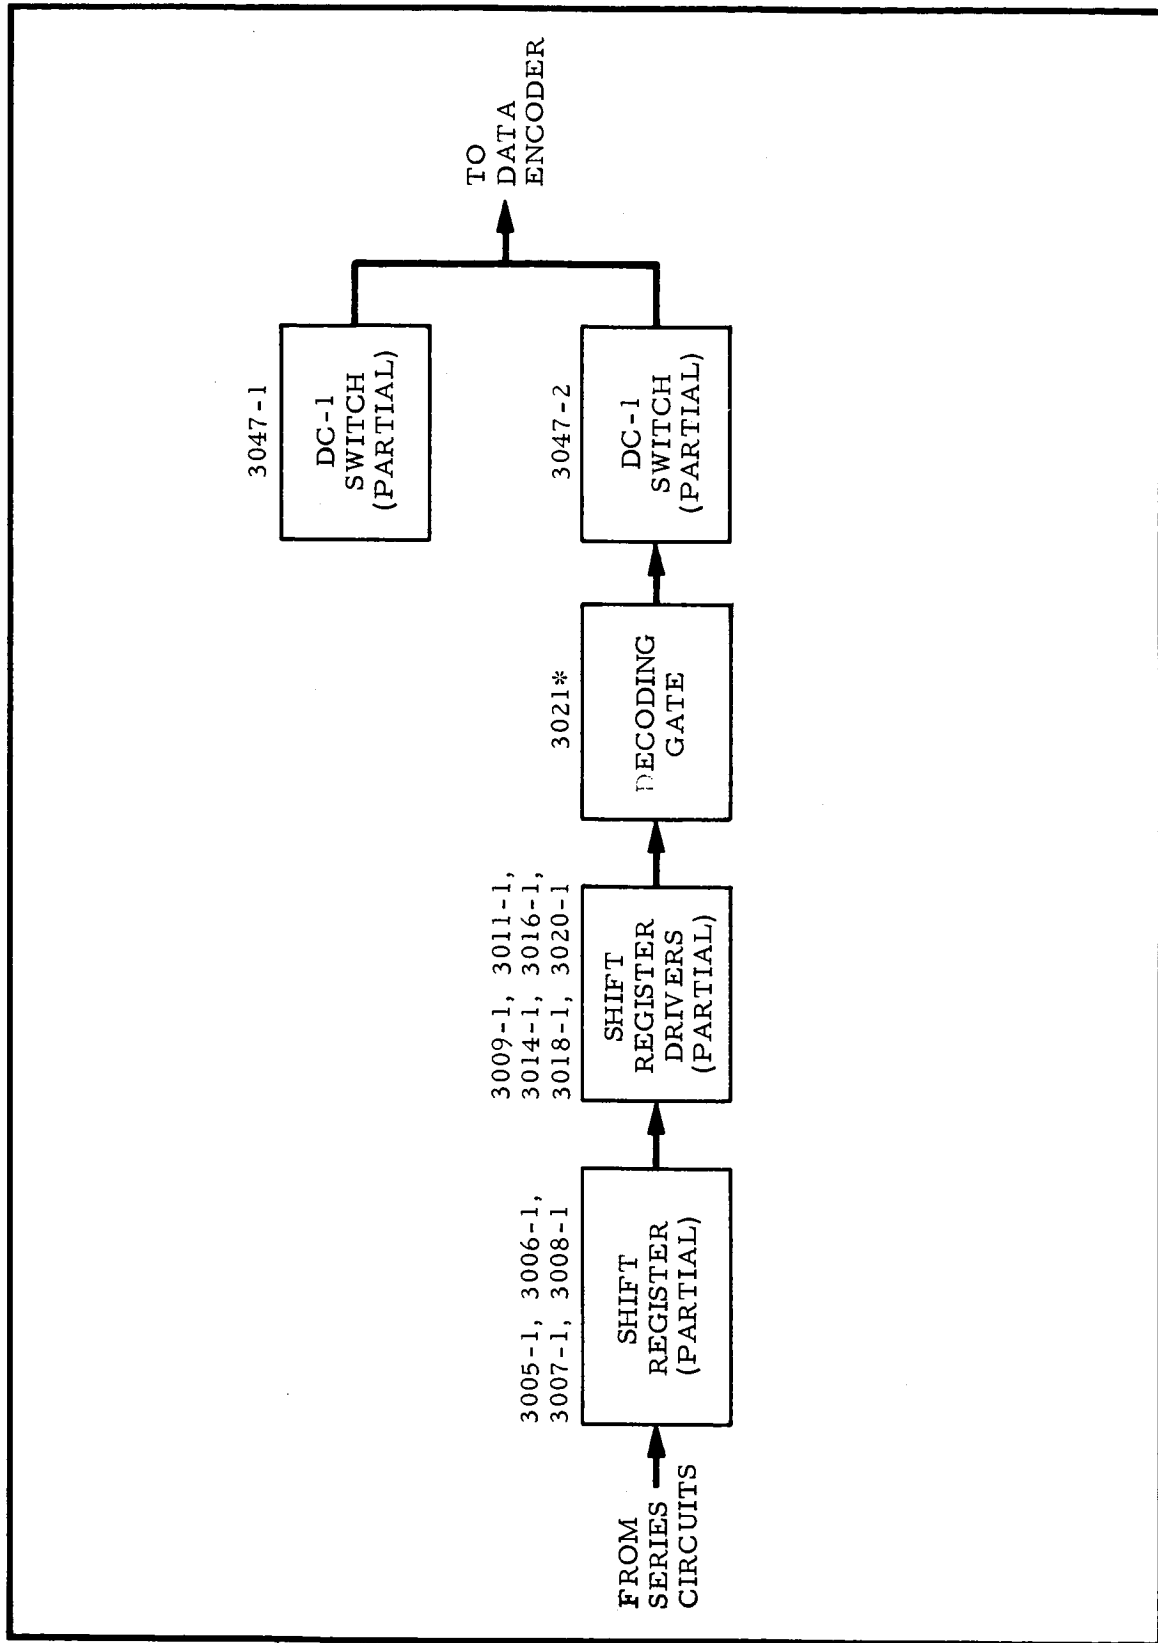 FROM
SERIES
CIRCUITS
3005-1, 3006-1,
3007-1, 3008-1
SHIFT
REGISTER
(PARTIAL)
3009-1, 3011-1,
3014-1, 3016-1,
3018-1, 3020-1
SHIFT
REGISTER
DRIVERS
(PARTIAL)
3021*
DECODING
GATE
3047-1
DC-1
SWITCH
(PARTIAL)
3047-2
DC-1
SWITCH
(PARTIAL)
TO
DATA
ENCODER